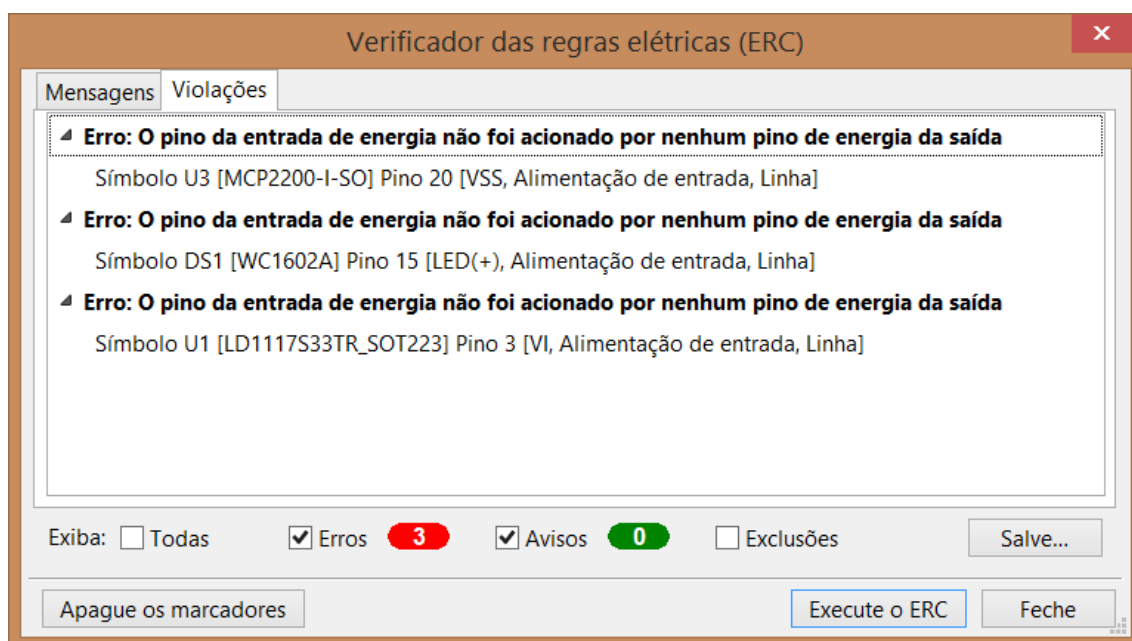 Verificador das regras elétricas (ERC)
x
Mensagens Violações
Erro: O pino da entrada de energia não foi acionado por nenhum pino de energia da saída
Símbolo U3 [MCP2200-I-SO] Pino 20 [VSS, Alimentação de entrada, Linha]
Erro: O pino da entrada de energia não foi acionado por nenhum pino de energia da saída
Símbolo DS1 [WC1602A] Pino 15 [LED(+), Alimentação de entrada, Linha]
Erro: O pino da entrada de energia não foi acionado por nenhum pino de energia da saída
Símbolo U1 [LD1117S33TR_SOT223] Pino 3 [VI, Alimentação de entrada, Linha]
Exiba: Todas Erros 3 Avisos 0 Exclusões Salve...
Apague os marcadores Execute o ERC Feche